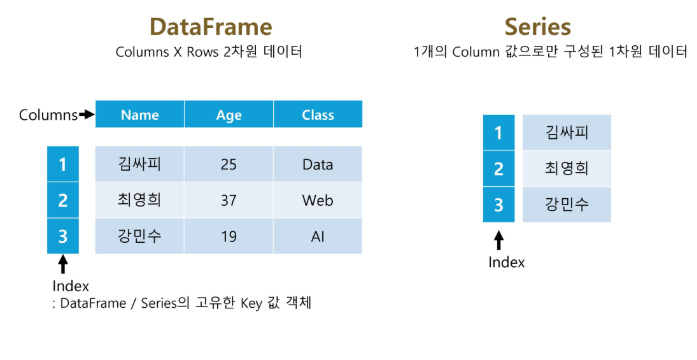 DataFrame
Columns X Rows 2차원 데이터
Columns
Name Age Class
1 김싸피 25 Data
2 최영희 37 Web
3 강민수 19 AI
Index
: DataFrame / Series의 고유한 Key 값 객체
Series
1개의 Column 값으로만 구성된 1차원 데이터
1 김싸피
2 최영희
3 강민수
Index